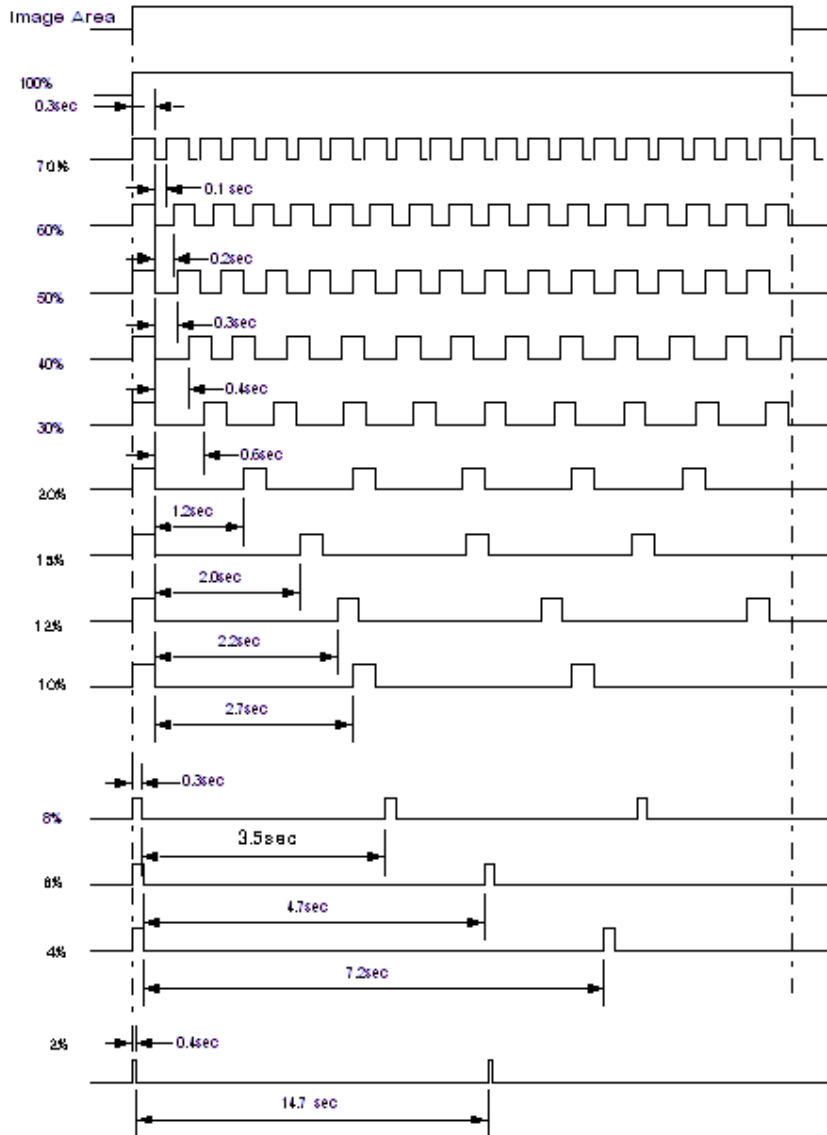 Image Area
100%
0.3sec
70%
0.1 sec
60%
0.2sec
50%
0.3sec
40%
0.4sec
30%
0.6sec
20%
1.2sec
15%
2.0sec
12%
2.2sec
10%
2.7sec
0.3sec
8%
3.5sec
6%
4.7sec
4%
7.2sec
2%
0.4sec
14.7 sec